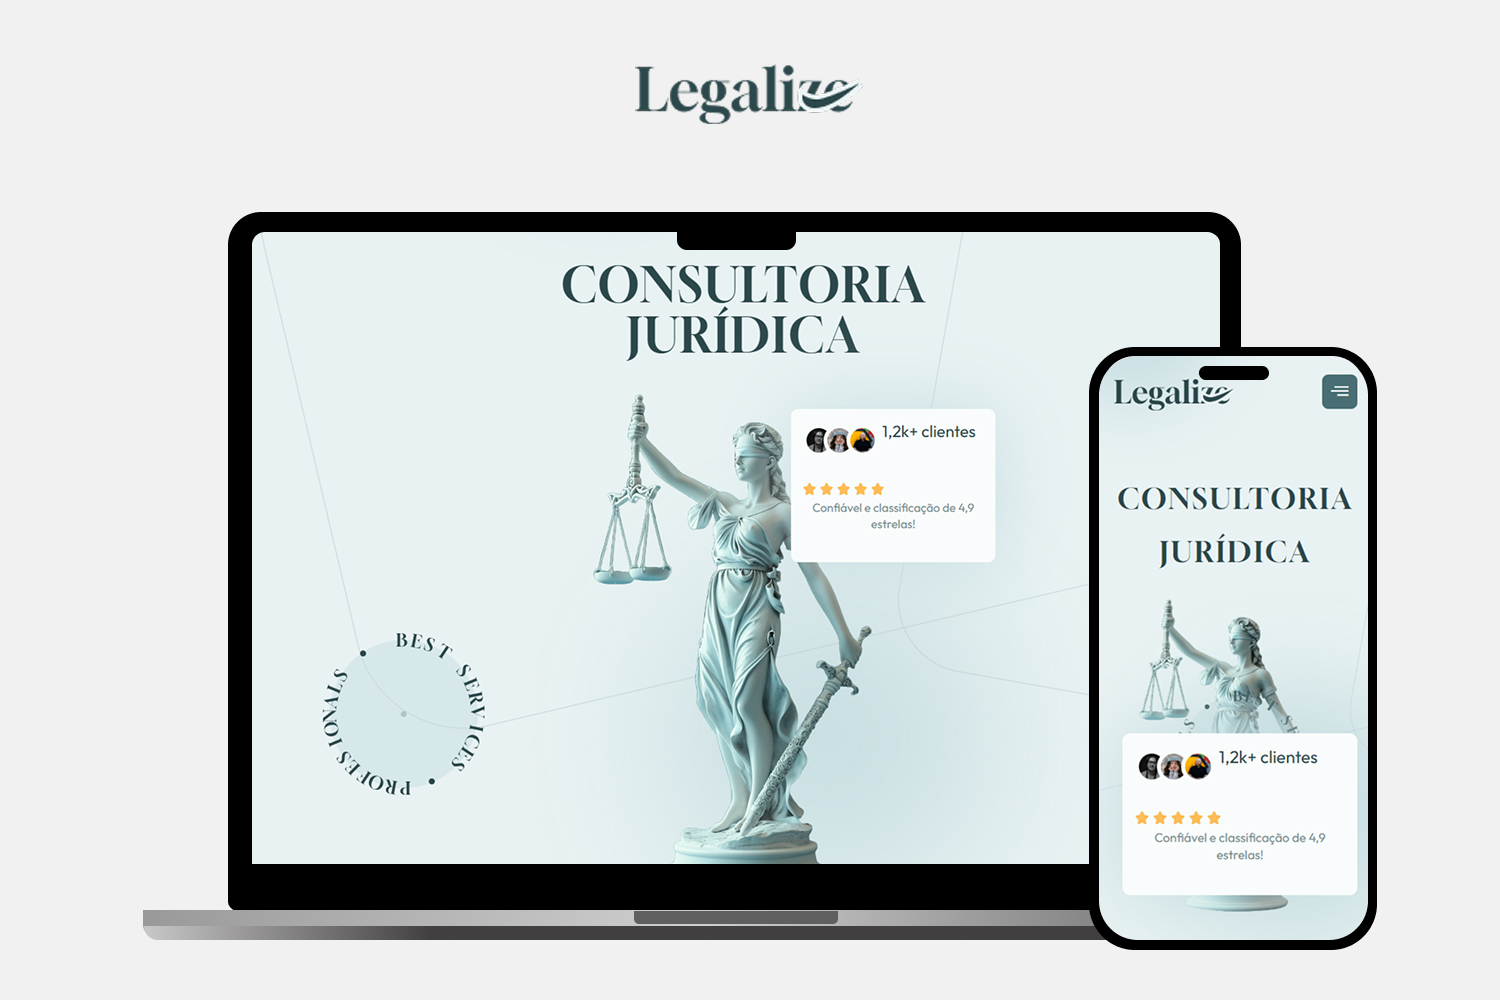 Legalize
CONSULTORIA
JURÍDICA
1,2k+ clientes
Confiável e classificação de 4,9
estrelas!
BEST SERVICES
PROFESSIONALS
Legalize
CONSULTORIA
JURÍDICA
1,2k+ clientes
Confiável e classificação de 4,9
estrelas!